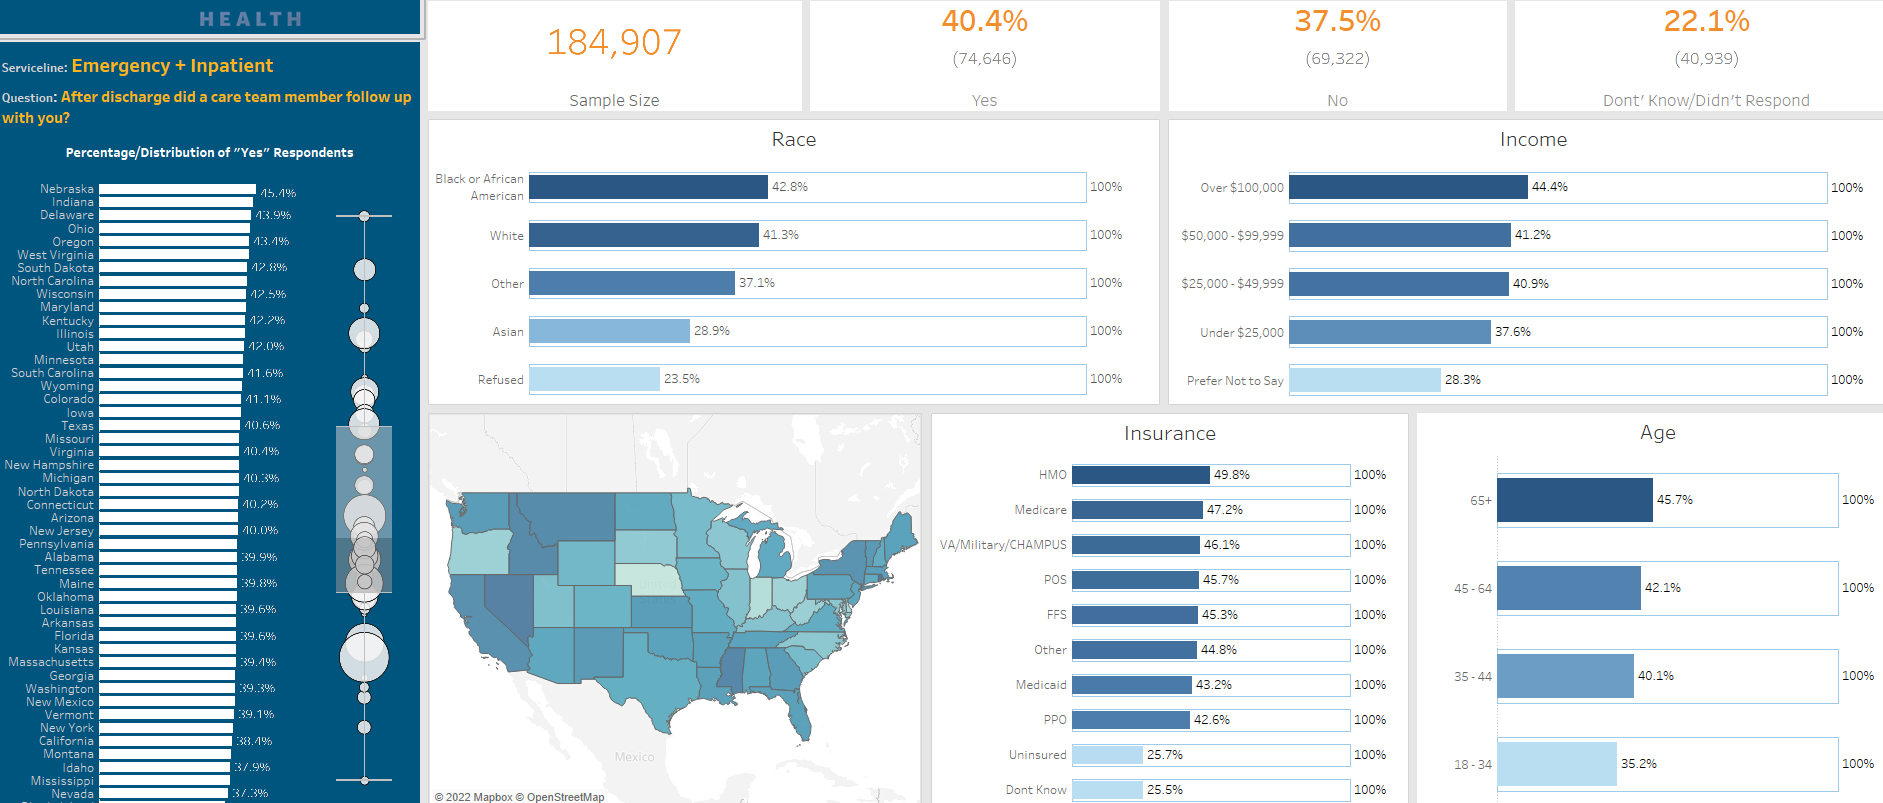 HEALTH
Serviceline: Emergency + Inpatient
Question: After discharge did a care team member follow up
with you?
Percentage/Distribution of "Yes" Respondents
Nebraska 45.4%
Indiana
Delaware 43.9%
Ohio
Oregon 43.4%
West Virginia
South Dakota 42.8%
North Carolina
Wisconsin 42.5%
Maryland
Kentucky 42.2%
Illinois
Utah 42.0%
Minnesota
South Carolina 41.6%
Wyoming
Colorado 41.1%
Iowa
Texas 40.6%
Missouri
Virginia 40.4%
New Hampshire
Michigan 40.3%
North Dakota
Connecticut 40.2%
Arizona
New Jersey 40.0%
Pennsylvania
Alabama 39.9%
Tennessee
Maine 39.8%
Oklahoma
Louisiana 39.6%
Arkansas
Florida 39.6%
Kansas
Massachusetts 39.4%
Georgia
Washington 39.3%
New Mexico
Vermont 39.1%
New York
California 38.4%
Montana
Idaho 37.9%
Mississippi
Nevada 37.3%
184,907
Sample Size
40.4%
(74,646)
Yes
37.5%
(69,322)
No
22.1%
(40,939)
Dont' Know/Didn't Respond
Race
Black or African
American 42.8% 100%
White 41.3% 100%
Other 37.1% 100%
Asian 28.9% 100%
Refused 23.5% 100%
Income
Over $100,000 44.4% 100%
$50,000 - $99,999 41.2% 100%
$25,000 - $49,999 40.9% 100%
Under $25,000 37.6% 100%
Prefer Not to Say 28.3% 100%
United
Mexico
© 2022 Mapbox © OpenStreetMap
Insurance
HMO 49.8% 100%
Medicare 47.2% 100%
VA/Military/CHAMPUS 46.1% 100%
POS 45.7% 100%
FFS 45.3% 100%
Other 44.8% 100%
Medicaid 43.2% 100%
PPO 42.6% 100%
Uninsured 25.7% 100%
Dont Know 25.5% 100%
Age
65+ 45.7% 100%
45 - 64 42.1% 100%
35 - 44 40.1% 100%
18 - 34 35.2% 100%